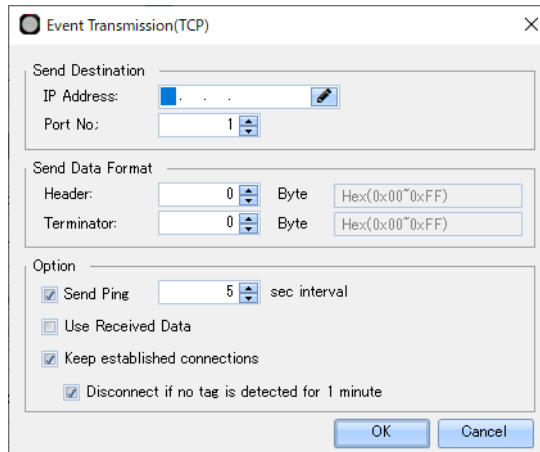 Event Transmission(TCP)
Send Destination
IP Address: . . .
Port No: 1
Send Data Format
Header: 0 Byte Hex(0x00~0xFF)
Terminator: 0 Byte Hex(0x00~0xFF)
Option
Send Ping 5 sec interval
Use Received Data
Keep established connections
Disconnect if no tag is detected for 1 minute
OK Cancel